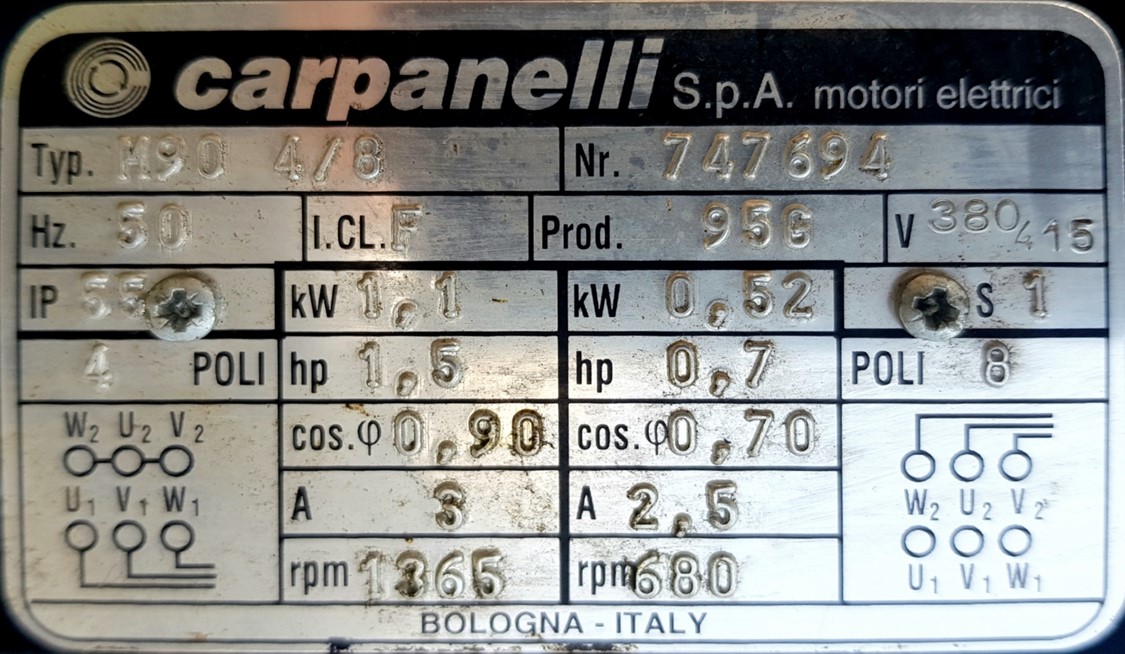 carpanelli S.p.A. motori elettrici
Typ. M90 4/8 Nr. 747694
Hz. 50 I.CL. F Prod. 95G V 380/415
IP 55 kW 1,1 kW 0,52 S 1
4 POLI hp 1,5 hp 0,7 POLI 8
W2 U2 V2 cos.φ 0,90 cos.φ 0,70
U1 V1 W1 A 3 A 2,5 W2 U2 V2
rpm 1365 rpm 680 U1 V1 W1
BOLOGNA - ITALY